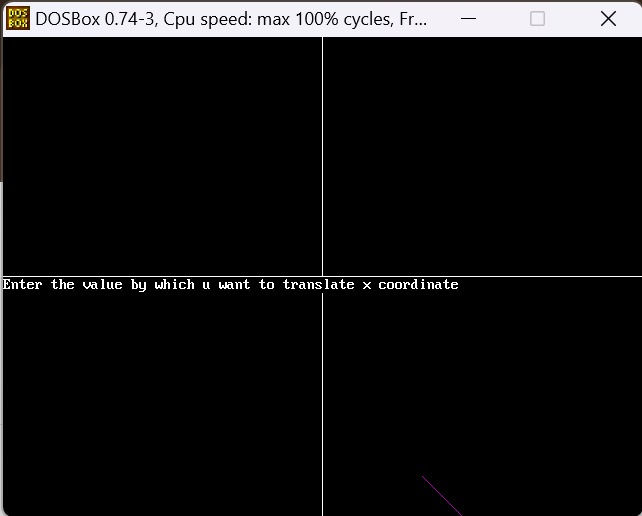 DOS
BOX
DOSBox 0.74-3, Cpu speed: max 100% cycles, Fr...
Enter the value by which u want to translate x coordinate